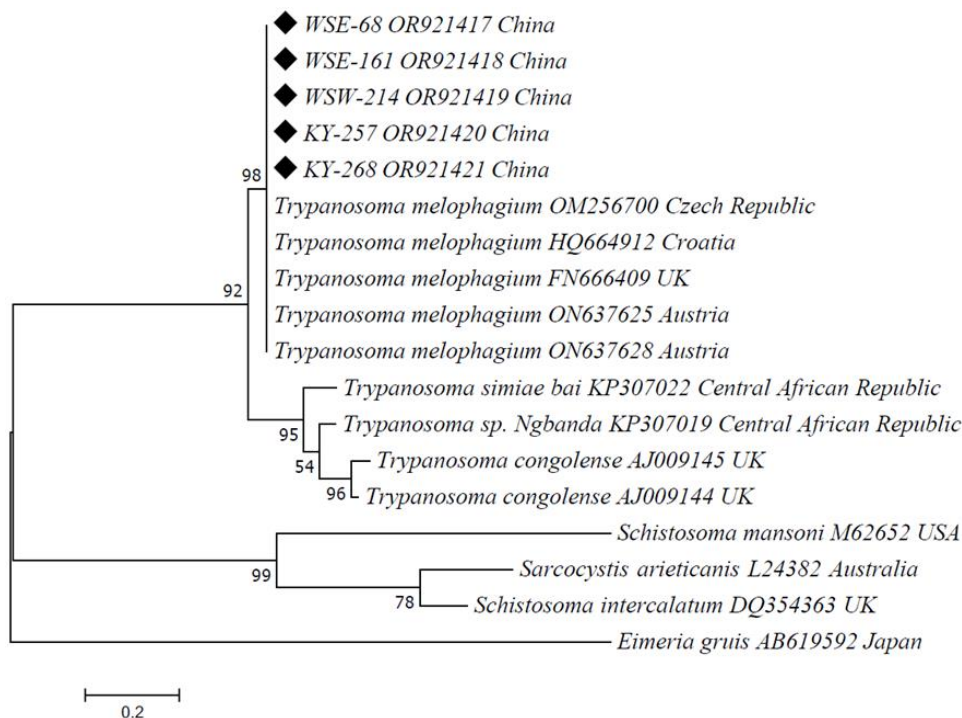 WSE-68 OR921417 China
WSE-161 OR921418 China
WSW-214 OR921419 China
KY-257 OR921420 China
KY-268 OR921421 China
98
Trypanosoma melophagium OM256700 Czech Republic
Trypanosoma melophagium HQ664912 Croatia
Trypanosoma melophagium FN666409 UK
92
Trypanosoma melophagium ON637625 Austria
Trypanosoma melophagium ON637628 Austria
Trypanosoma simiae bai KP307022 Central African Republic
Trypanosoma sp. Ngbanda KP307019 Central African Republic
95
Trypanosoma congolense AJ009145 UK
54
Trypanosoma congolense AJ009144 UK
96
Schistosoma mansoni M62652 USA
99
Sarcocystis arieticanis L24382 Australia
Schistosoma intercalatum DQ354363 UK
78
Eimeria gruis AB619592 Japan
0.2